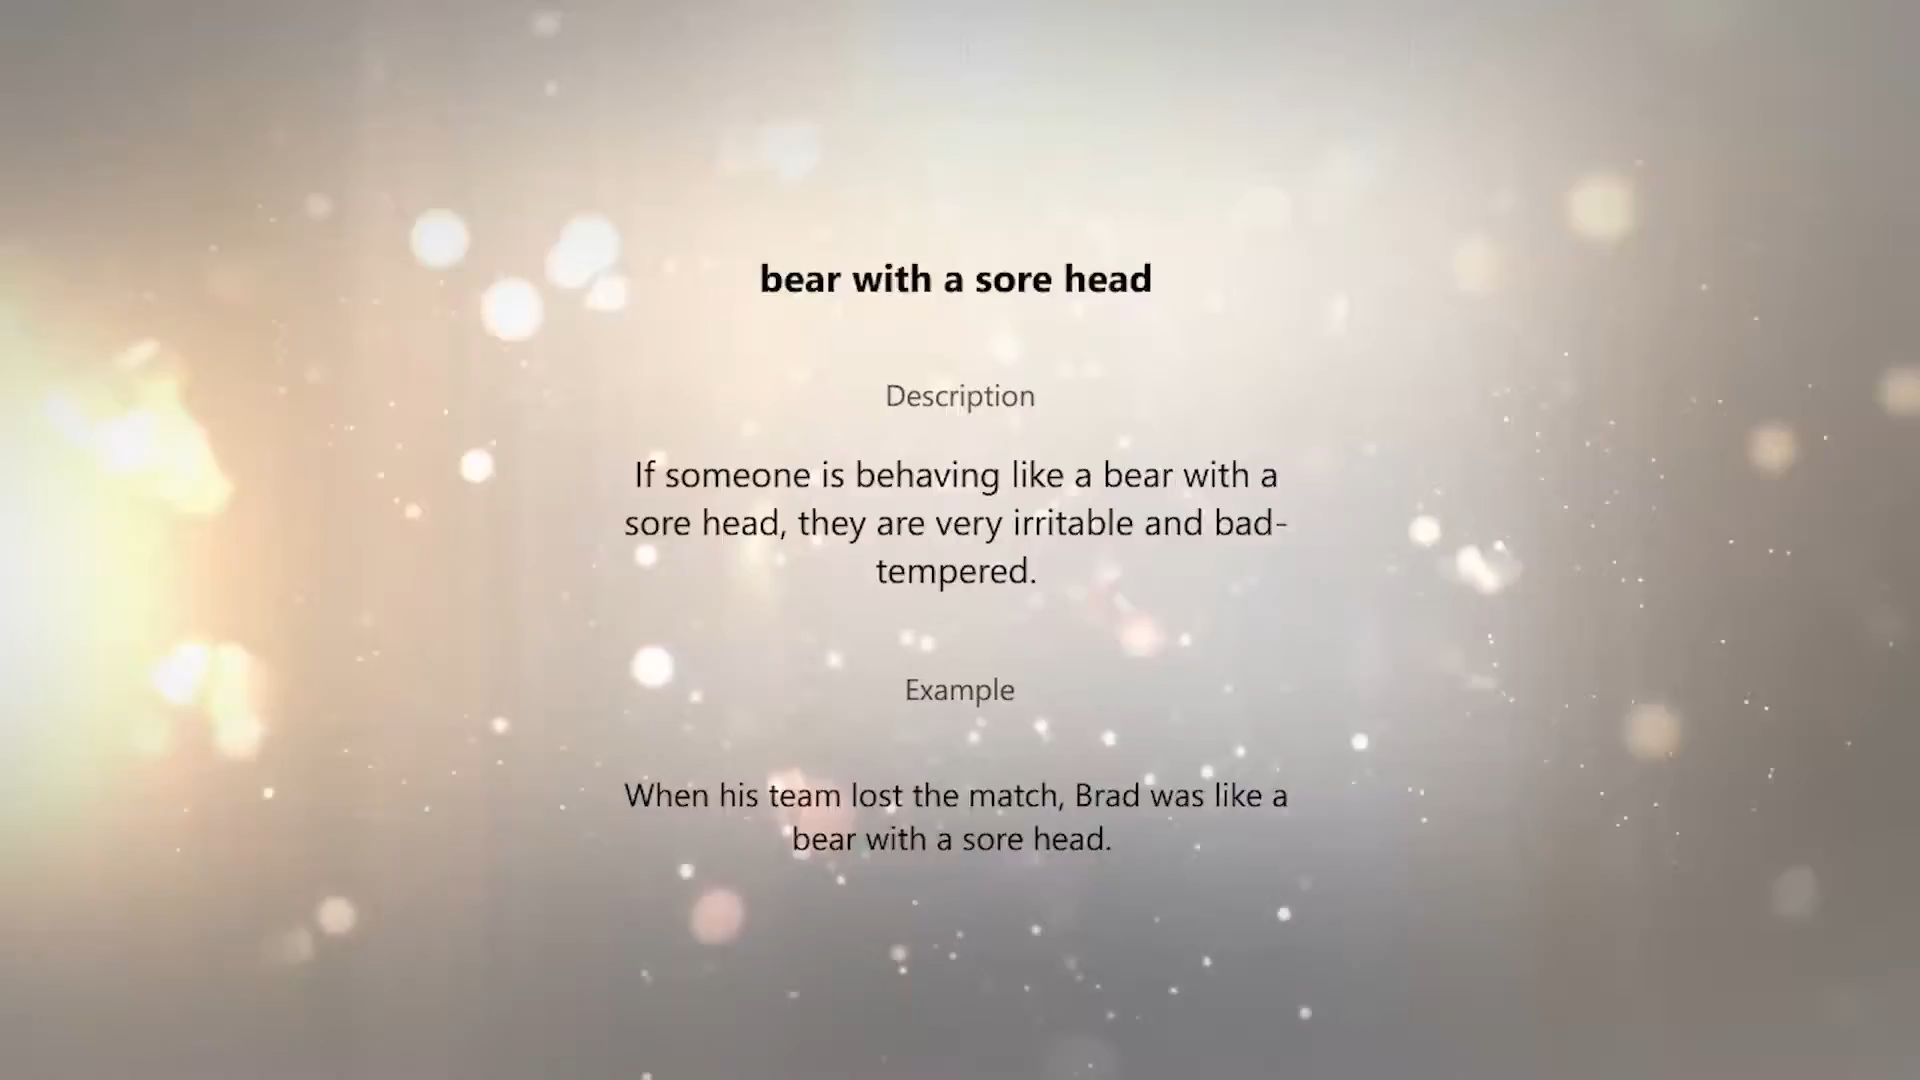 bear with a sore head
Description
If someone is behaving like a bear with a
sore head, they are very irritable and bad-
tempered.
Example
When his team lost the match, Brad was like a
bear with a sore head.